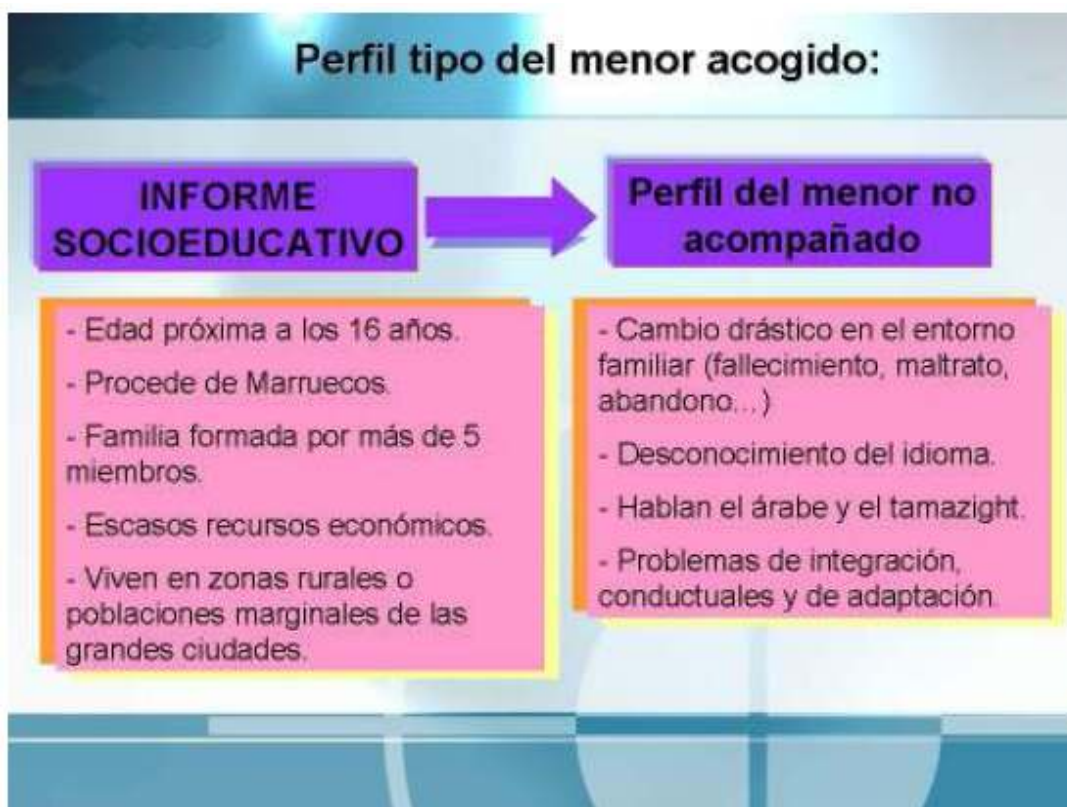 Perfil tipo del menor acogido:
INFORME
SOCIOEDUCATIVO
Perfil del menor no
acompañado
- Edad próxima a los 16 años.
- Procede de Marruecos.
- Familia formada por más de 5
miembros.
- Escasos recursos económicos.
- Viven en zonas rurales o
poblaciones marginales de las
grandes ciudades.
- Cambio drástico en el entorno
familiar (fallecimiento, maltrato,
abandono...)
- Desconocimiento del idioma.
- Hablan el árabe y el tamazight.
- Problemas de integración,
conductuales y de adaptación.